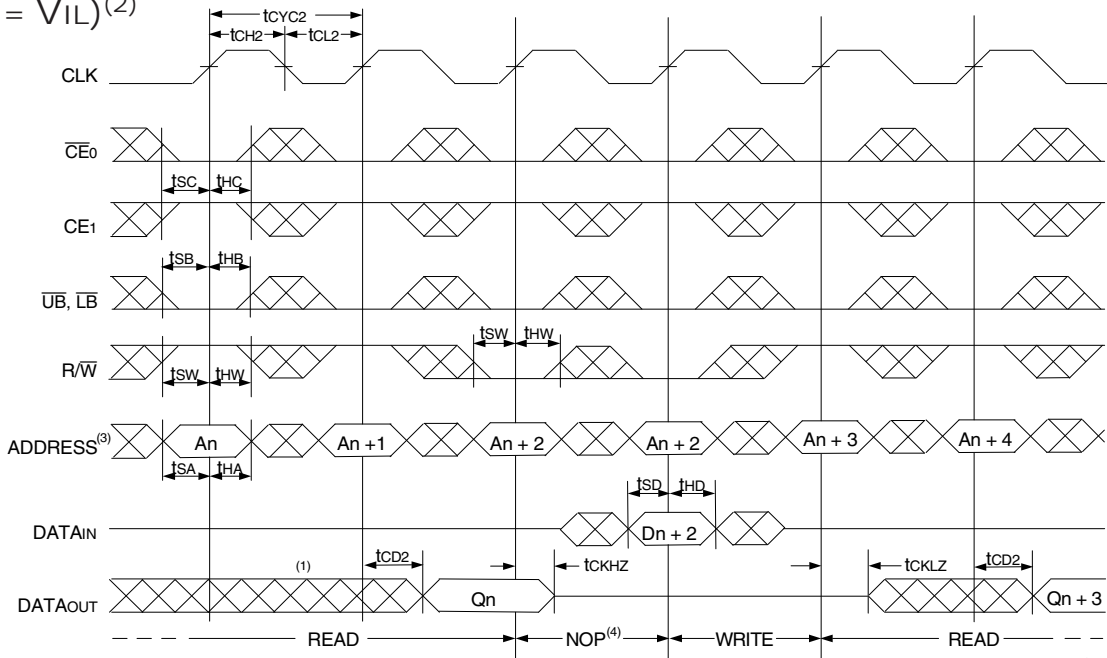 = VIL)(2)
tCYC2
tCH2 tCL2
CLK
CE0
tSC tHC
CE1
tSB tHB
UB, LB
tSW tHW
R/W
tSW tHW
ADDRESS(3) An An + 1 An + 2 An + 2 An + 3 An + 4
tSA tHA
tSD tHD
DATAIN Dn + 2
(1) tCD2 tCKHZ tCKLZ tCD2
DATAOUT Qn Qn + 3
READ NOP(4) WRITE READ